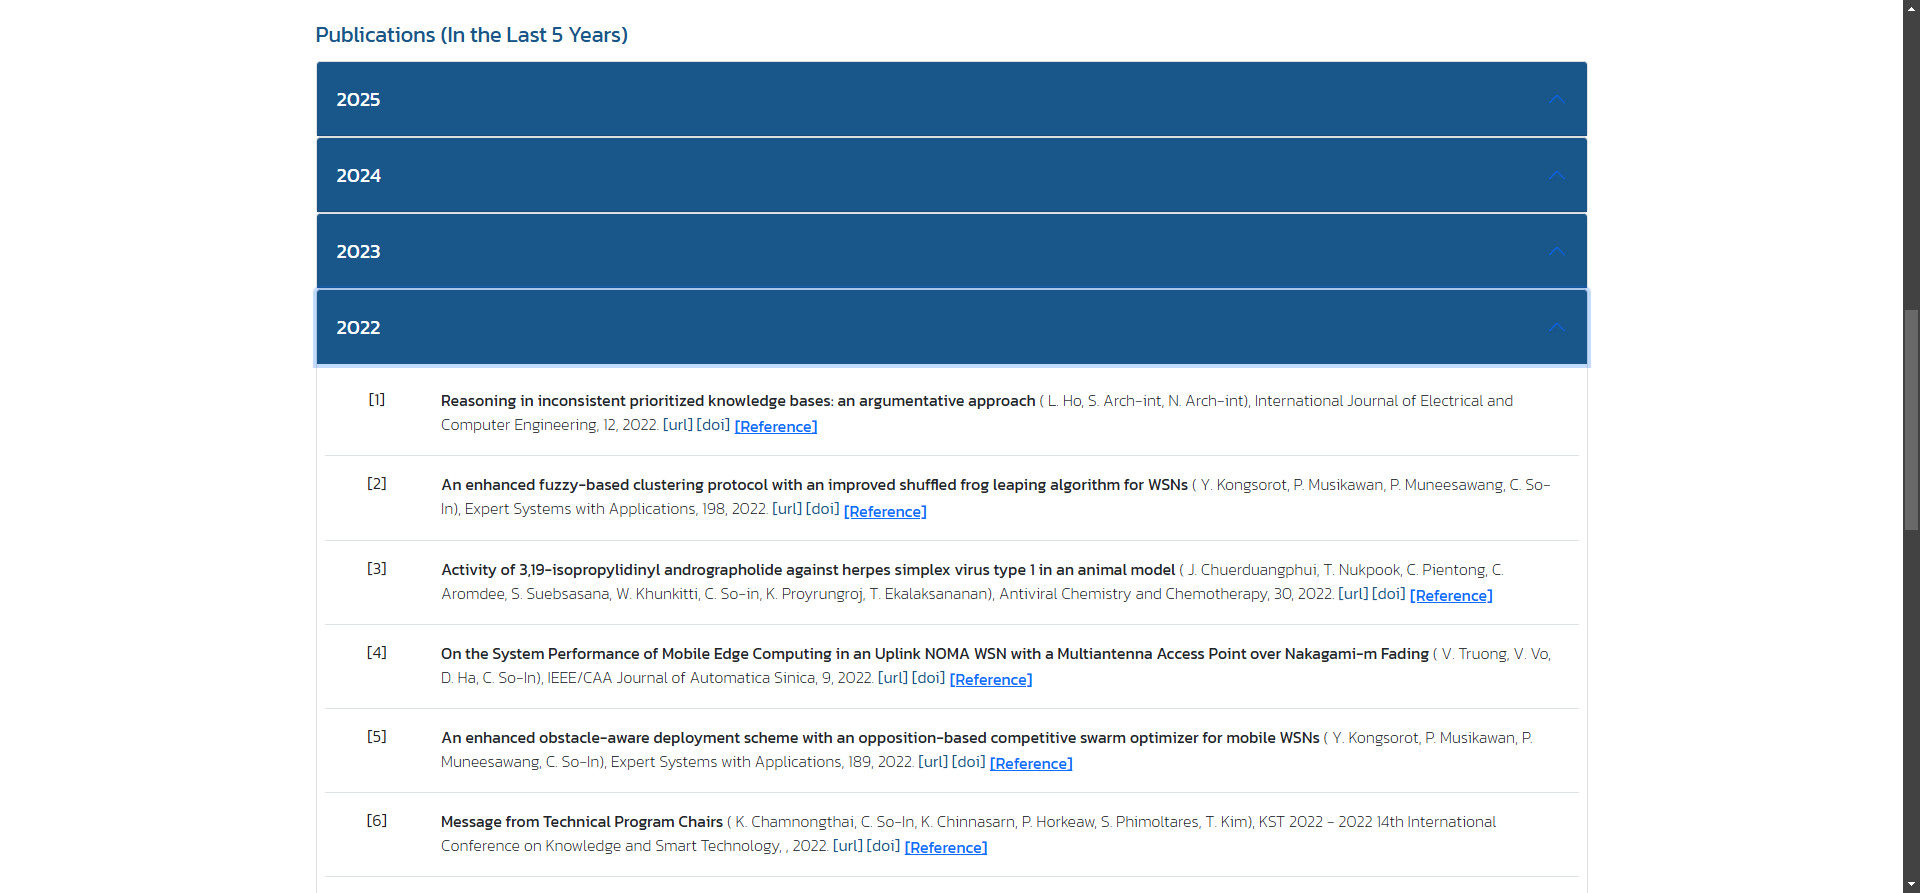 Publications (In the Last 5 Years)
2025
2024
2023
2022
[1] Reasoning in inconsistent prioritized knowledge bases: an argumentative approach ( L. Ho, S. Arch-int, N. Arch-int), International Journal of Electrical and
Computer Engineering, 12, 2022. [url] [doi] [Reference]
[2] An enhanced fuzzy-based clustering protocol with an improved shuffled frog leaping algorithm for WSNs ( Y. Kongsorot, P. Musikawan, P. Muneesawang, C. So-
In), Expert Systems with Applications, 198, 2022. [url] [doi] [Reference]
[3] Activity of 3,19-isopropylidinyl andrographolide against herpes simplex virus type 1 in an animal model ( J. Chuerduangphui, T. Nukpook, C. Pientong, C.
Aromdee, S. Suebsasana, W. Khunkitti, C. So-in, K. Proyrungroj, T. Ekalaksananan), Antiviral Chemistry and Chemotherapy, 30, 2022. [url] [doi] [Reference]
[4] On the System Performance of Mobile Edge Computing in an Uplink NOMA WSN with a Multiantenna Access Point over Nakagami-m Fading ( V. Truong, V. Vo,
D. Ha, C. So-In), IEEE/CAA Journal of Automatica Sinica, 9, 2022. [url] [doi] [Reference]
[5] An enhanced obstacle-aware deployment scheme with an opposition-based competitive swarm optimizer for mobile WSNs ( Y. Kongsorot, P. Musikawan, P.
Muneesawang, C. So-In), Expert Systems with Applications, 189, 2022. [url] [doi] [Reference]
[6] Message from Technical Program Chairs ( K. Chamnongthai, C. So-In, K. Chinnasarn, P. Horkeaw, S. Phimoltares, T. Kim), KST 2022 - 2022 14th International
Conference on Knowledge and Smart Technology, , 2022. [url] [doi] [Reference]